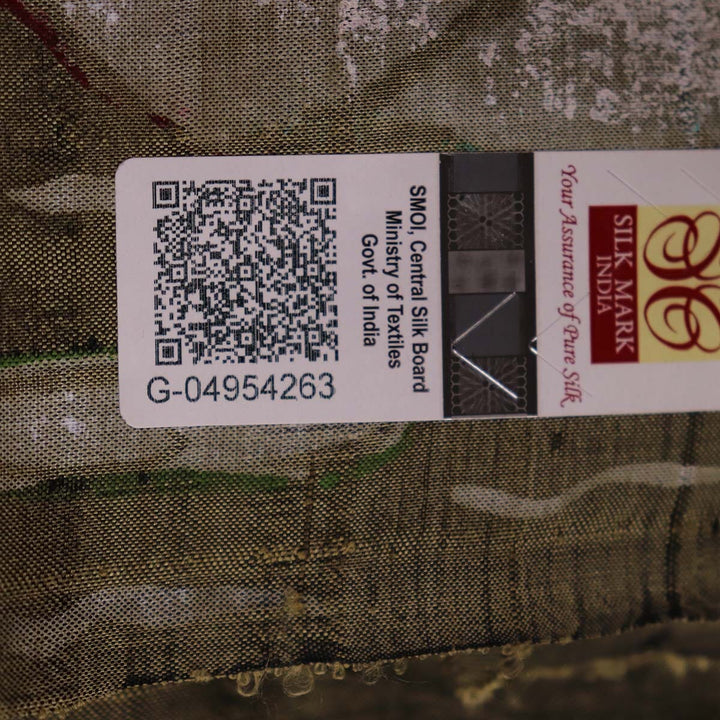 G-04954263
SMOI, Central Silk Board
Ministry of Textiles
Govt. of India
Your Assurance of Pure Silk
SILK MARK
INDIA